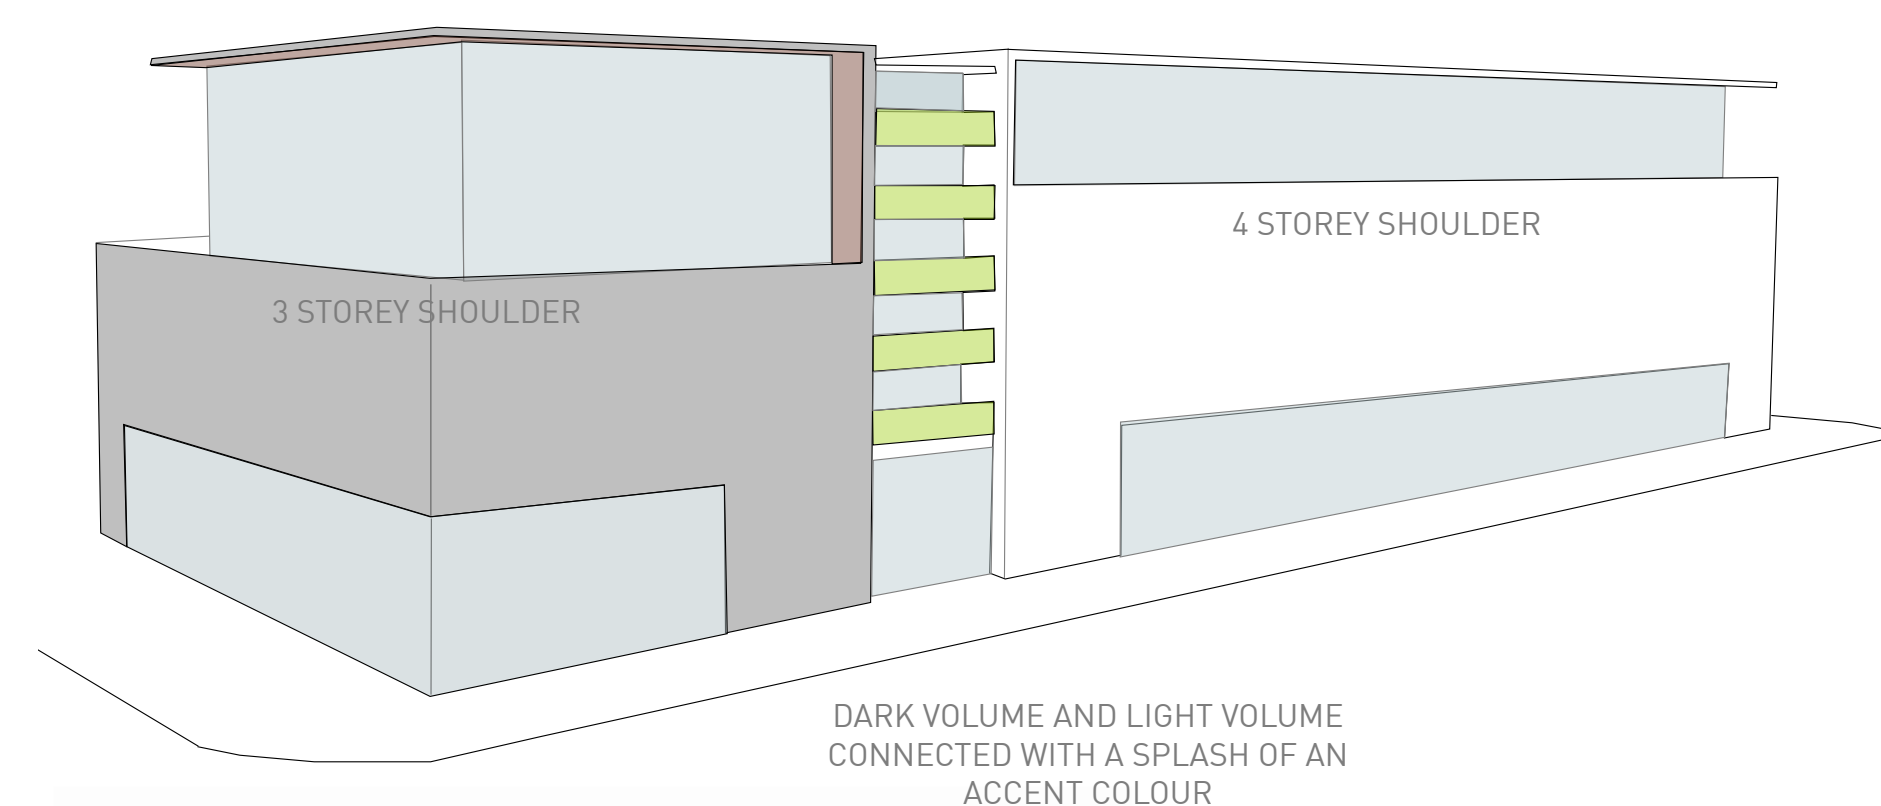 4 STOREY SHOULDER
3 STOREY SHOULDER
DARK VOLUME AND LIGHT VOLUME
CONNECTED WITH A SPLASH OF AN
ACCENT COLOUR